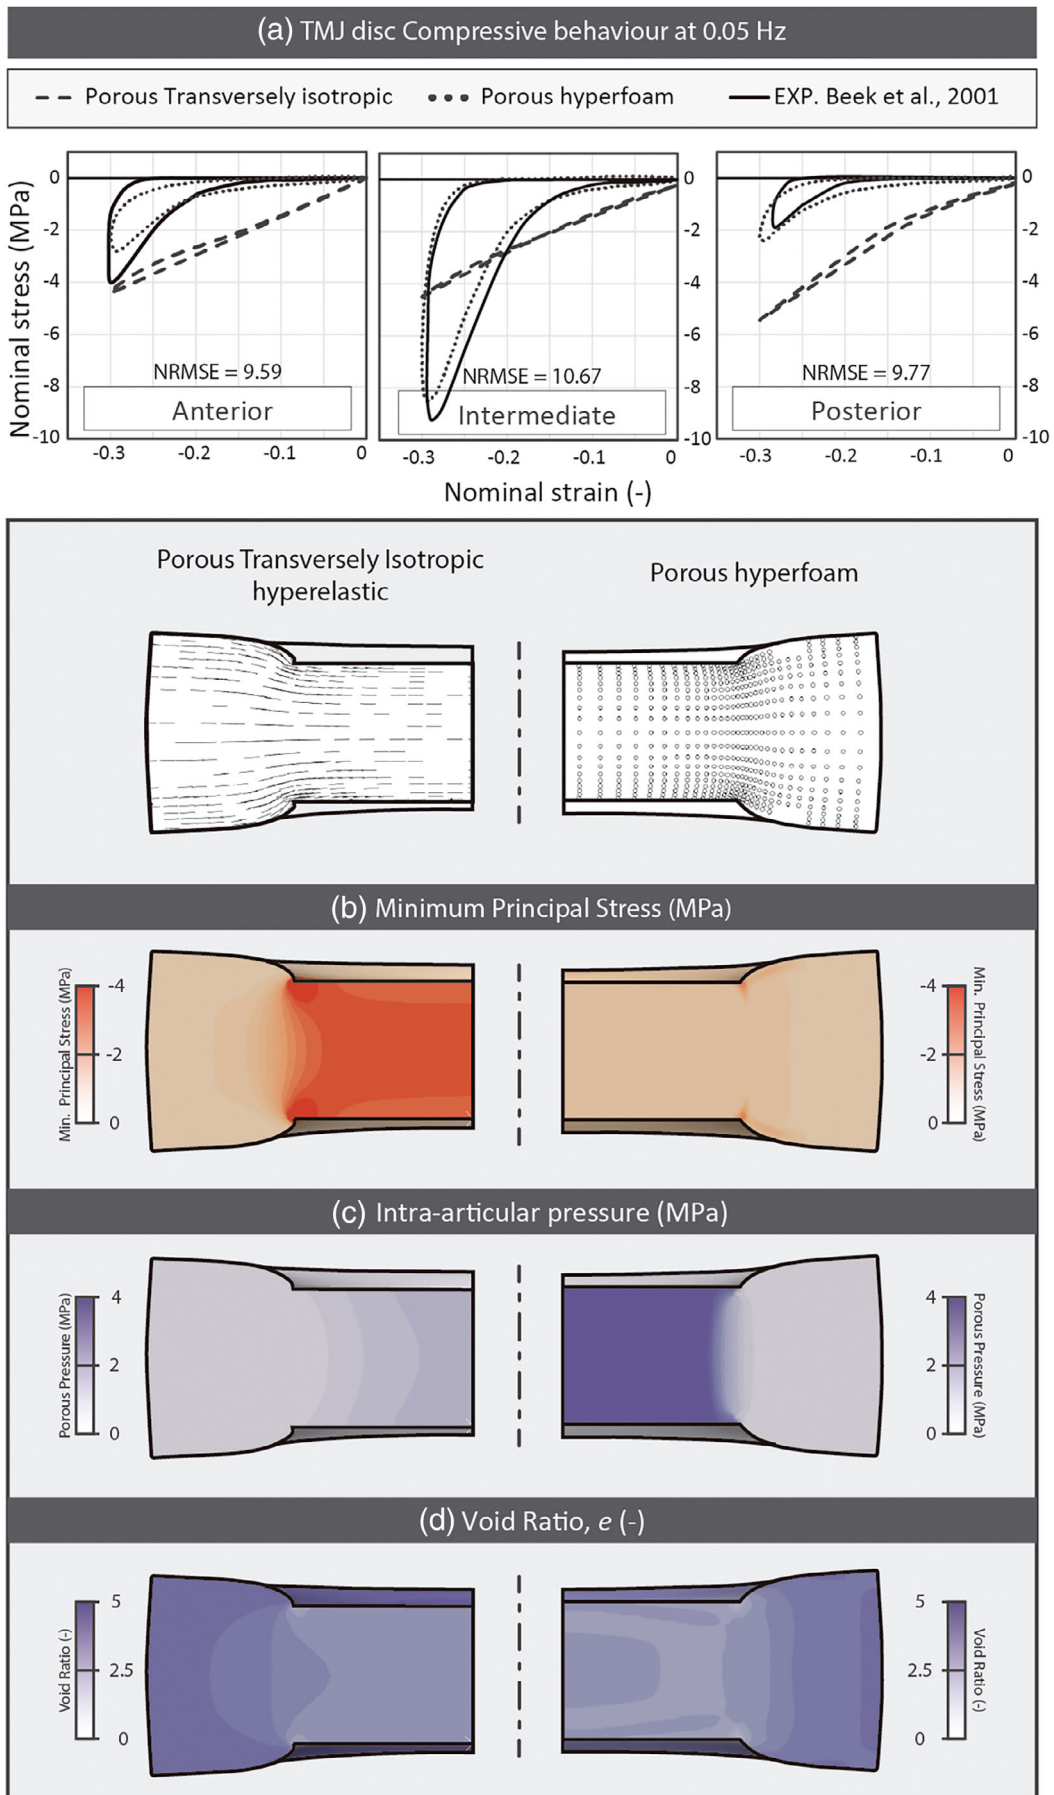 (a) TMJ disc Compressive behaviour at 0.05 Hz
Porous Transversely isotropic
Porous hyperfoam
EXP. Beek et al., 2001
Nominal stress (MPa)
0
-2
-4
-6
-8
-10
NRMSE = 9.59
Anterior
-0.3
-0.2
-0.1
0
NRMSE = 10.67
Intermediate
0
-2
-4
-6
-8
-10
-0.3
-0.2
-0.1
0
NRMSE = 9.77
Posterior
0
-2
-4
-6
-8
-10
-0.3
-0.2
-0.1
0
Nominal strain (-)
Porous Transversely Isotropic
hyperelastic
Porous hyperfoam
(b) Minimum Principal Stress (MPa)
Min. Principal Stress (MPa)
-4
-2
0
-4
-2
0
Min. Principal Stress (MPa)
(c) Intra-articular pressure (MPa)
Porous Pressure (MPa)
4
2
0
4
2
0
Porous Pressure (MPa)
(d) Void Ratio, e (-)
Void Ratio (-)
5
2.5
0
5
2.5
0
Void Ratio (-)